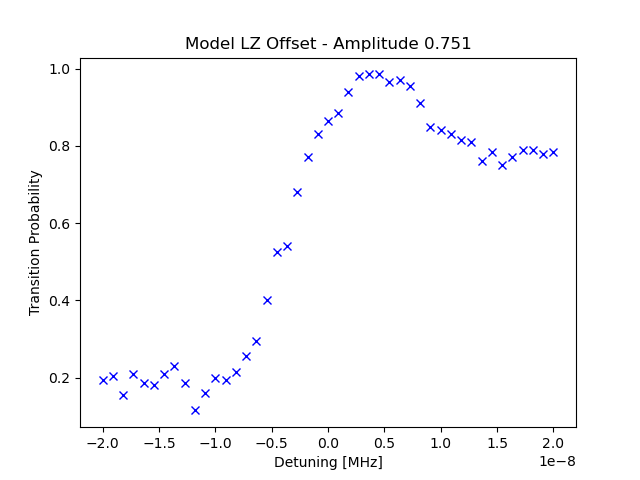 Model LZ Offset - Amplitude 0.751
Transition Probability
1.0
0.8
0.6
0.4
0.2
−2.0 −1.5 −1.0 −0.5 0.0 0.5 1.0 1.5 2.0
1e−8
Detuning [MHz]